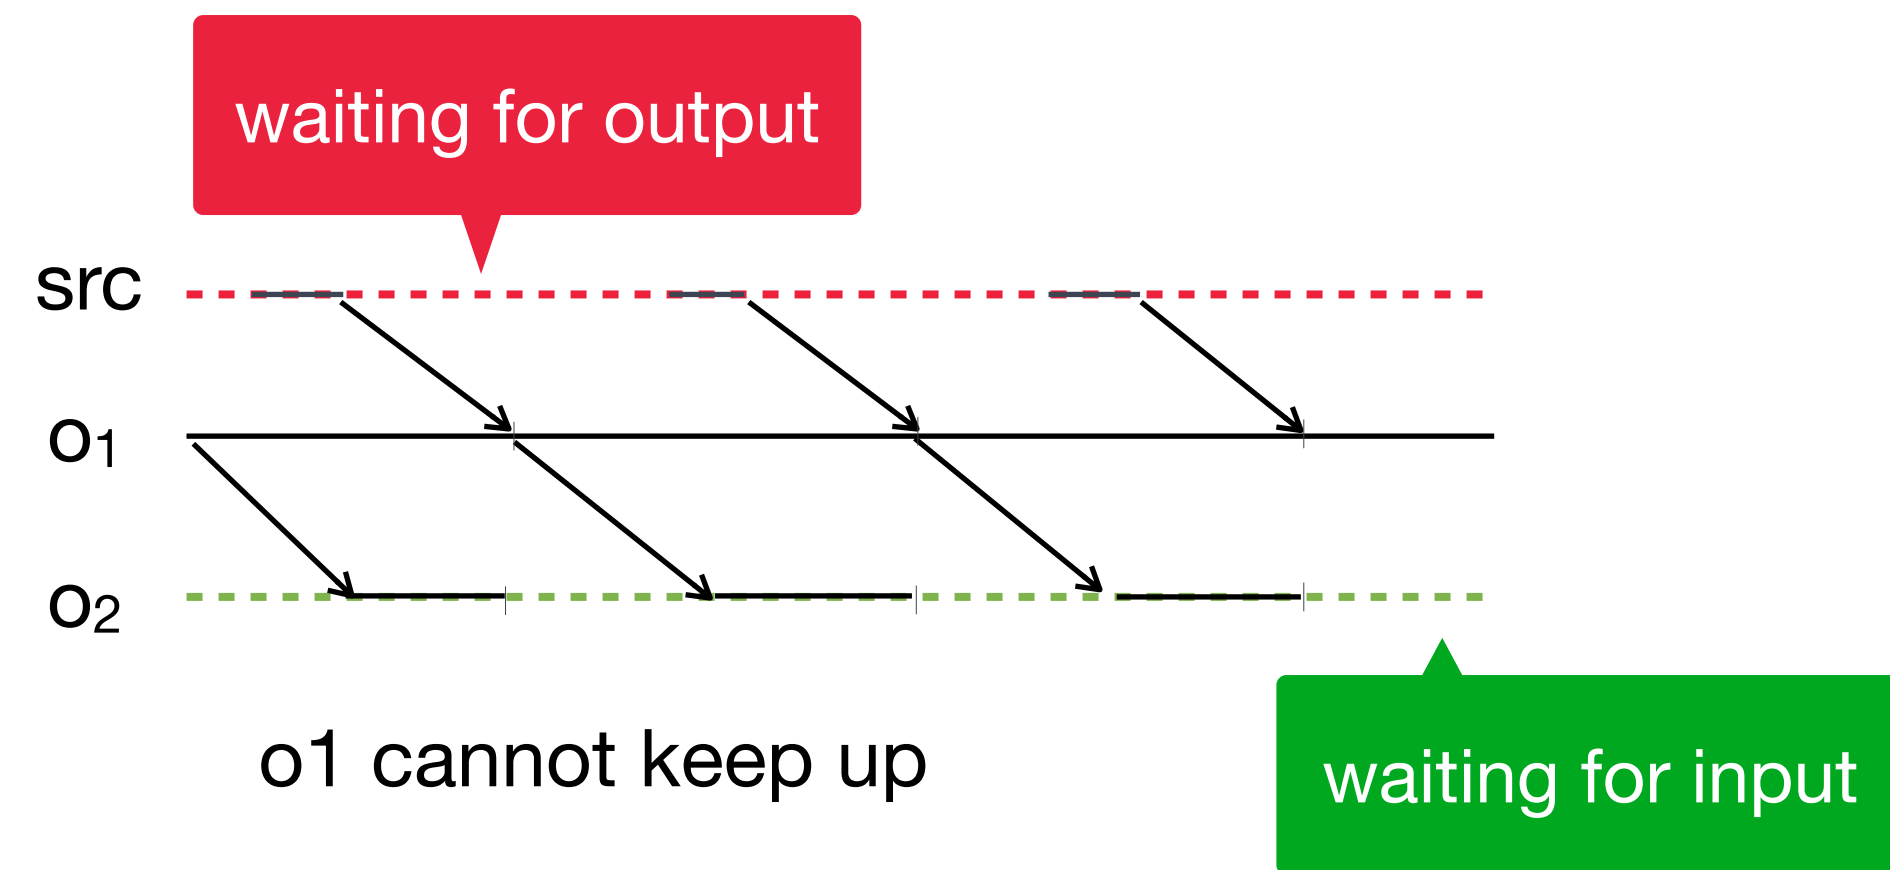 waiting for output
src
o1
o2
o1 cannot keep up
waiting for input